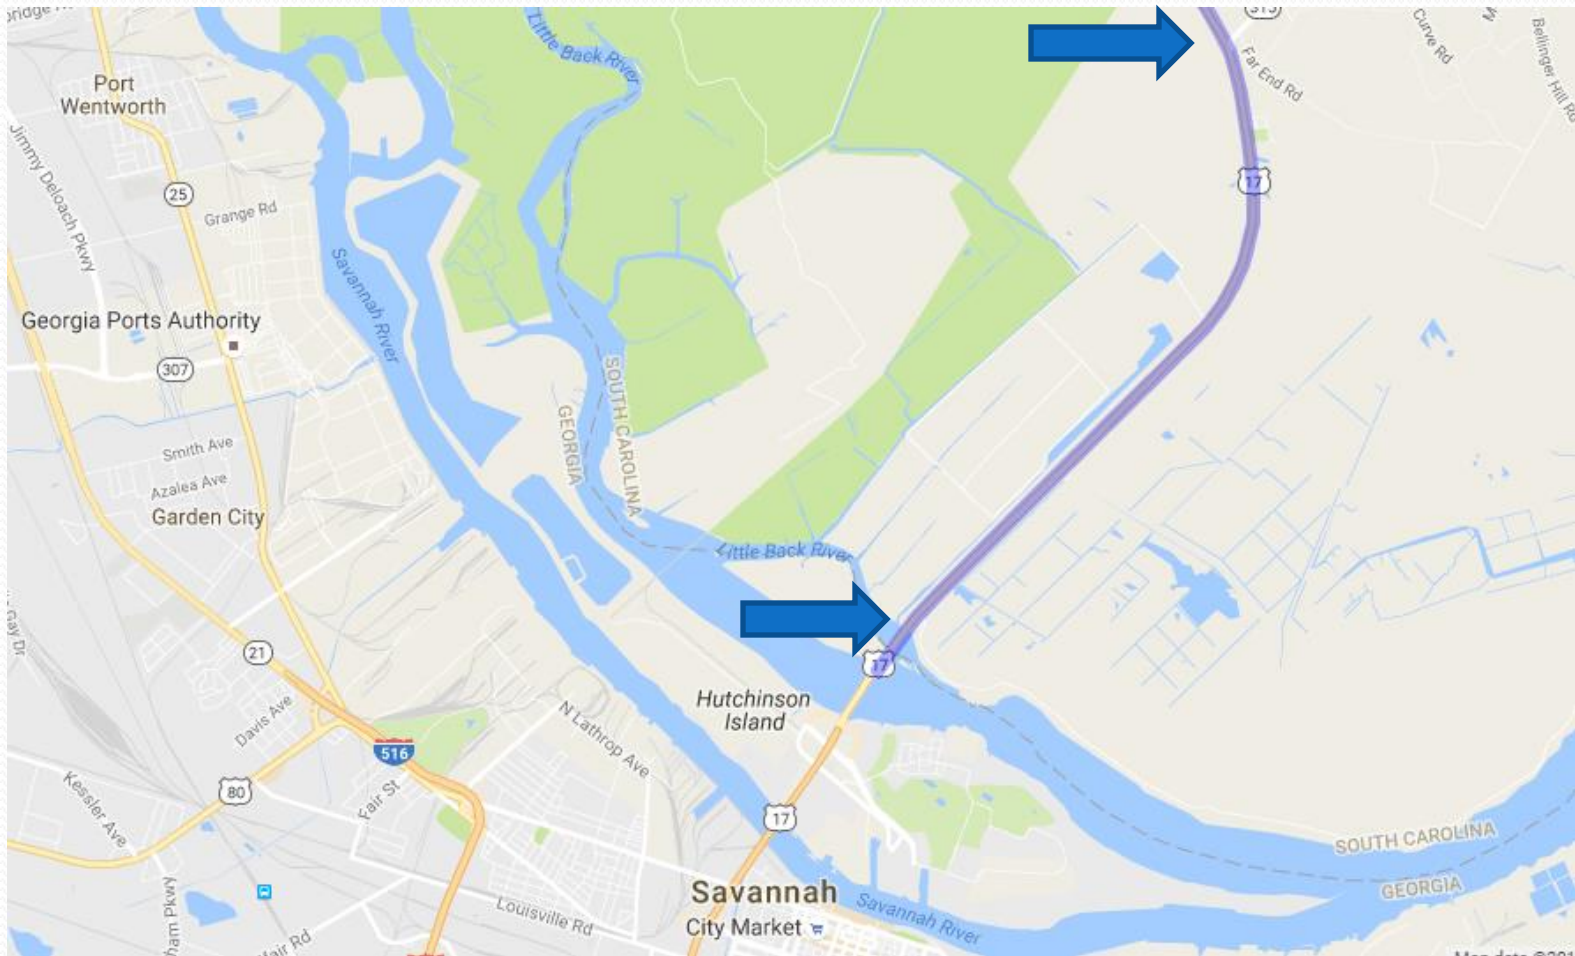 Little Back River
Port
Wentworth
Far End Rd
Curve Rd
Bellinger Hill Rd
Jimmy Deloach Pkwy
25
Grange Rd
17
Savannah River
Georgia Ports Authority
307
SOUTH CAROLINA
GEORGIA
Smith Ave
Azalea Ave
Garden City
Little Back River
Gay Dr
21
17
Hutchinson
Island
Davis Ave
516
N Lathrop Ave
Kessler Ave
80
Fair St
17
SOUTH CAROLINA
GEORGIA
Savannah
City Market
Savannah River
Louisville Rd